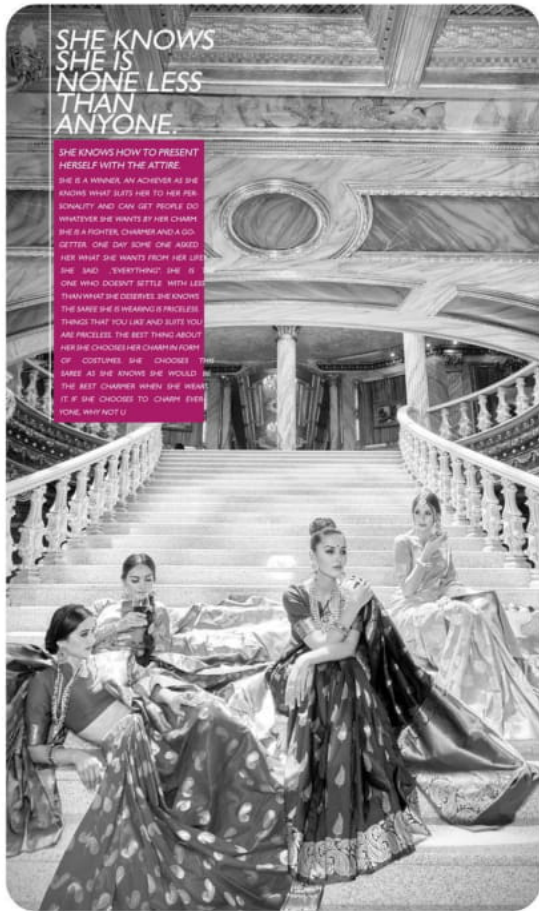 SHE KNOWS
SHE IS
NONE LESS
THAN
ANYONE.
SHE KNOWS HOW TO PRESENT
HERSELF WITH THE ATTIRE.
SHE IS A WINNER, AN ACHIEVER AS SHE
KNOWS WHAT SUITS HER TO HER PER-
SONALITY AND CAN GET PEOPLE DO
WHATEVER SHE WANTS BY HER CHARM
SHE IS A FIGHTER, CHARMER AND A GO-
GETTER. ONE DAY SOME ONE ASKED
HER WHAT SHE WANTS FROM HER LIFE
SHE SAID ,"EVERYTHING". SHE IS
ONE WHO DOESN'T SETTLE WITH LESS
THAN WHAT SHE DESERVES. SHE KNOWS
THE SAREE SHE IS WEARING IS PRICELESS.
THINGS THAT YOU LIKE AND SUITS YOU
ARE PRICELESS. THE BEST THING ABOUT
HER SHE CHOOSES HER CHARM IN FORM
OF COSTUMES. SHE CHOOSES THIS
SAREE AS SHE KNOWS SHE WOULD
THE BEST CHARMER WHEN SHE WEAR
IT. IF SHE CHOOSES TO CHARM EVER-
YONE, WHY NOT U